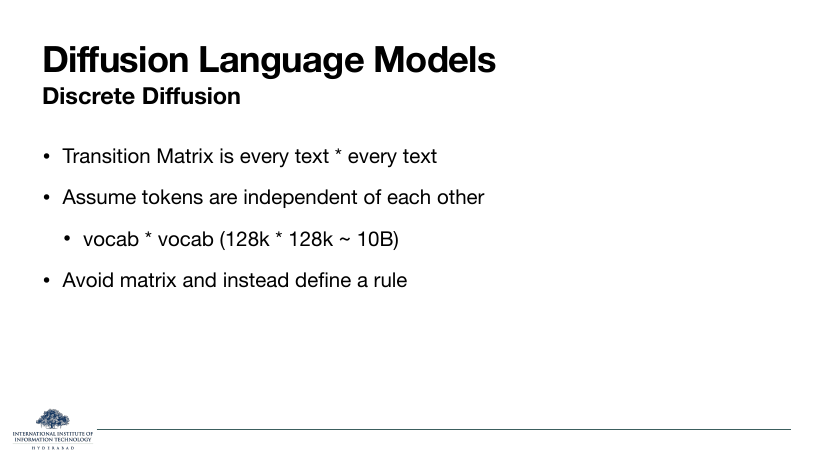 Diffusion Language Models
Discrete Diffusion
• Transition Matrix is every text * every text
• Assume tokens are independent of each other
• vocab * vocab (128k * 128k ~ 10B)
• Avoid matrix and instead define a rule
INTERNATIONAL INSTITUTE OF
INFORMATION TECHNOLOGY
HYDERABAD